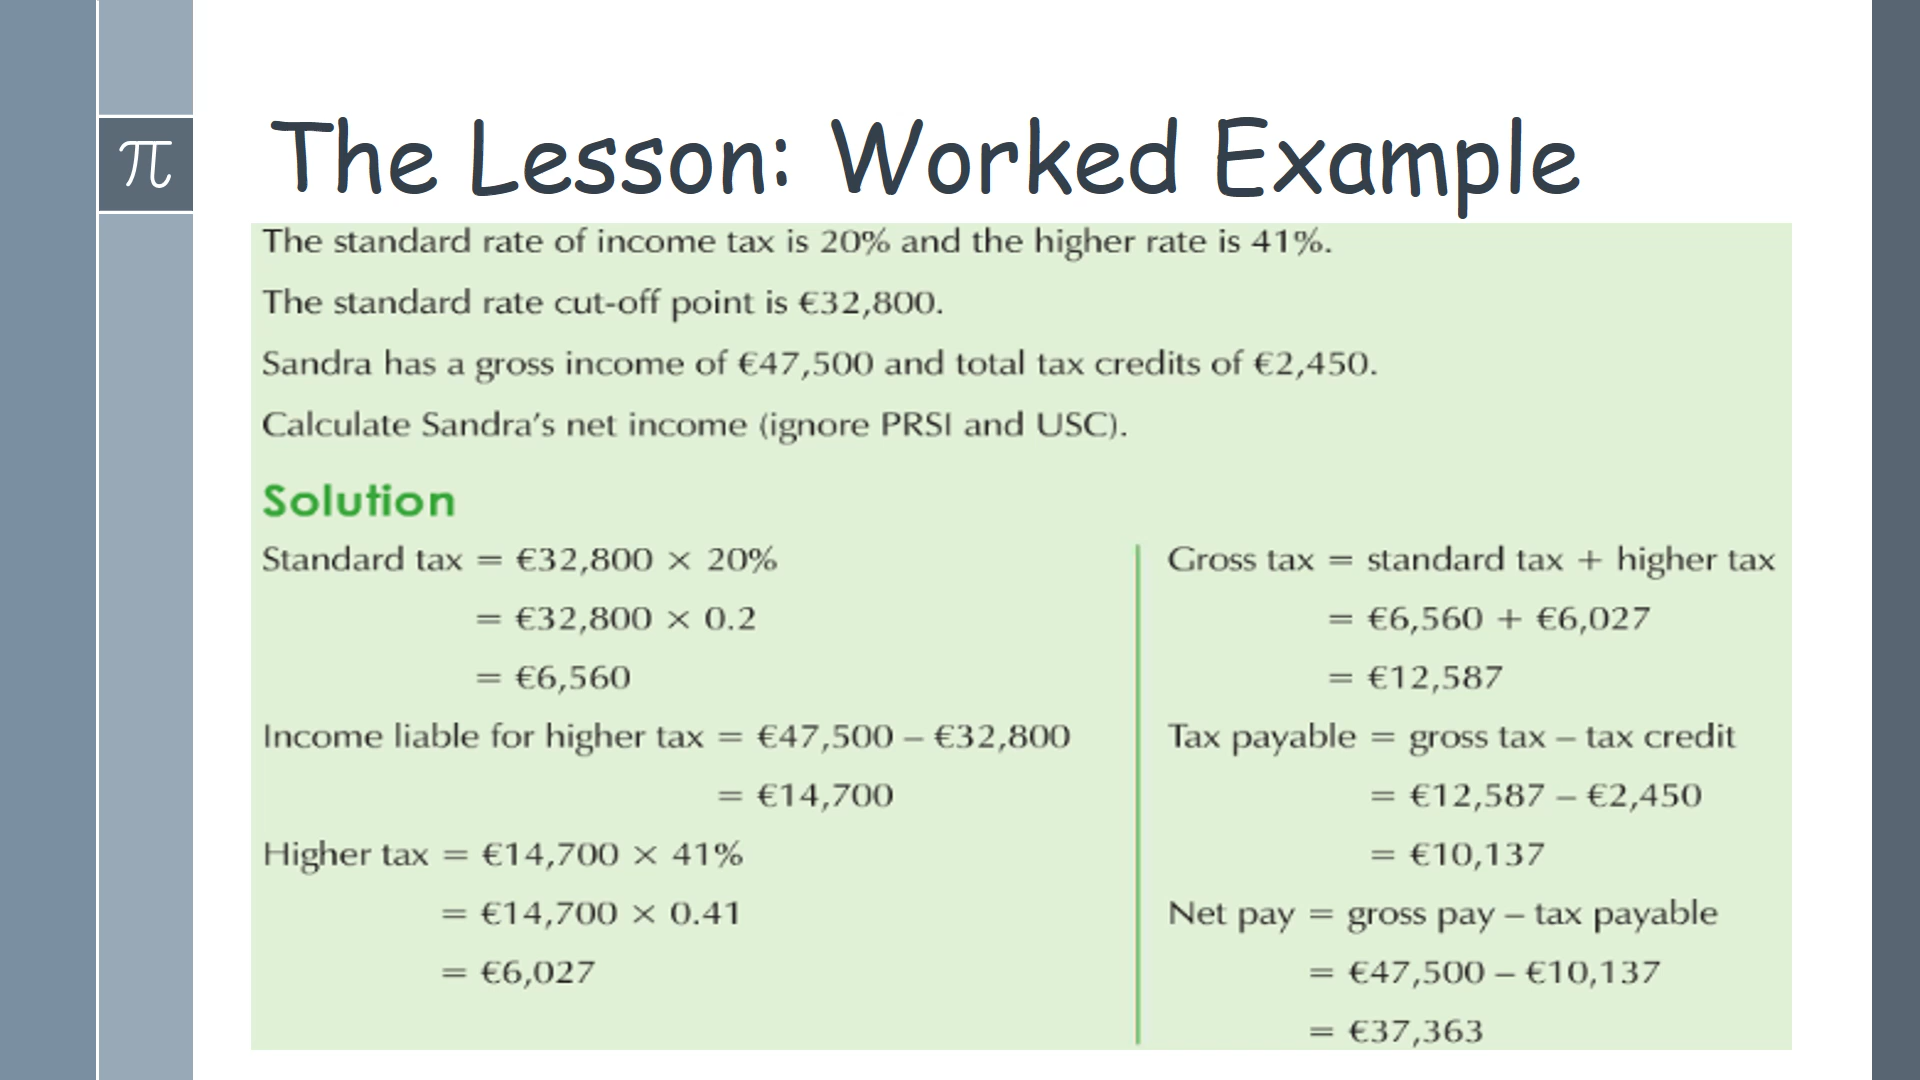 π
The Lesson: Worked Example
The standard rate of income tax is 20% and the higher rate is 41%.
The standard rate cut-off point is €32,800.
Sandra has a gross income of €47,500 and total tax credits of €2,450.
Calculate Sandra’s net income (ignore PRSI and USC).
Solution
Standard tax = €32,800 × 20%
= €32,800 × 0.2
= €6,560
Income liable for higher tax = €47,500 – €32,800
= €14,700
Higher tax = €14,700 × 41%
= €14,700 × 0.41
= €6,027
Gross tax = standard tax + higher tax
= €6,560 + €6,027
= €12,587
Tax payable = gross tax – tax credit
= €12,587 – €2,450
= €10,137
Net pay = gross pay – tax payable
= €47,500 – €10,137
= €37,363